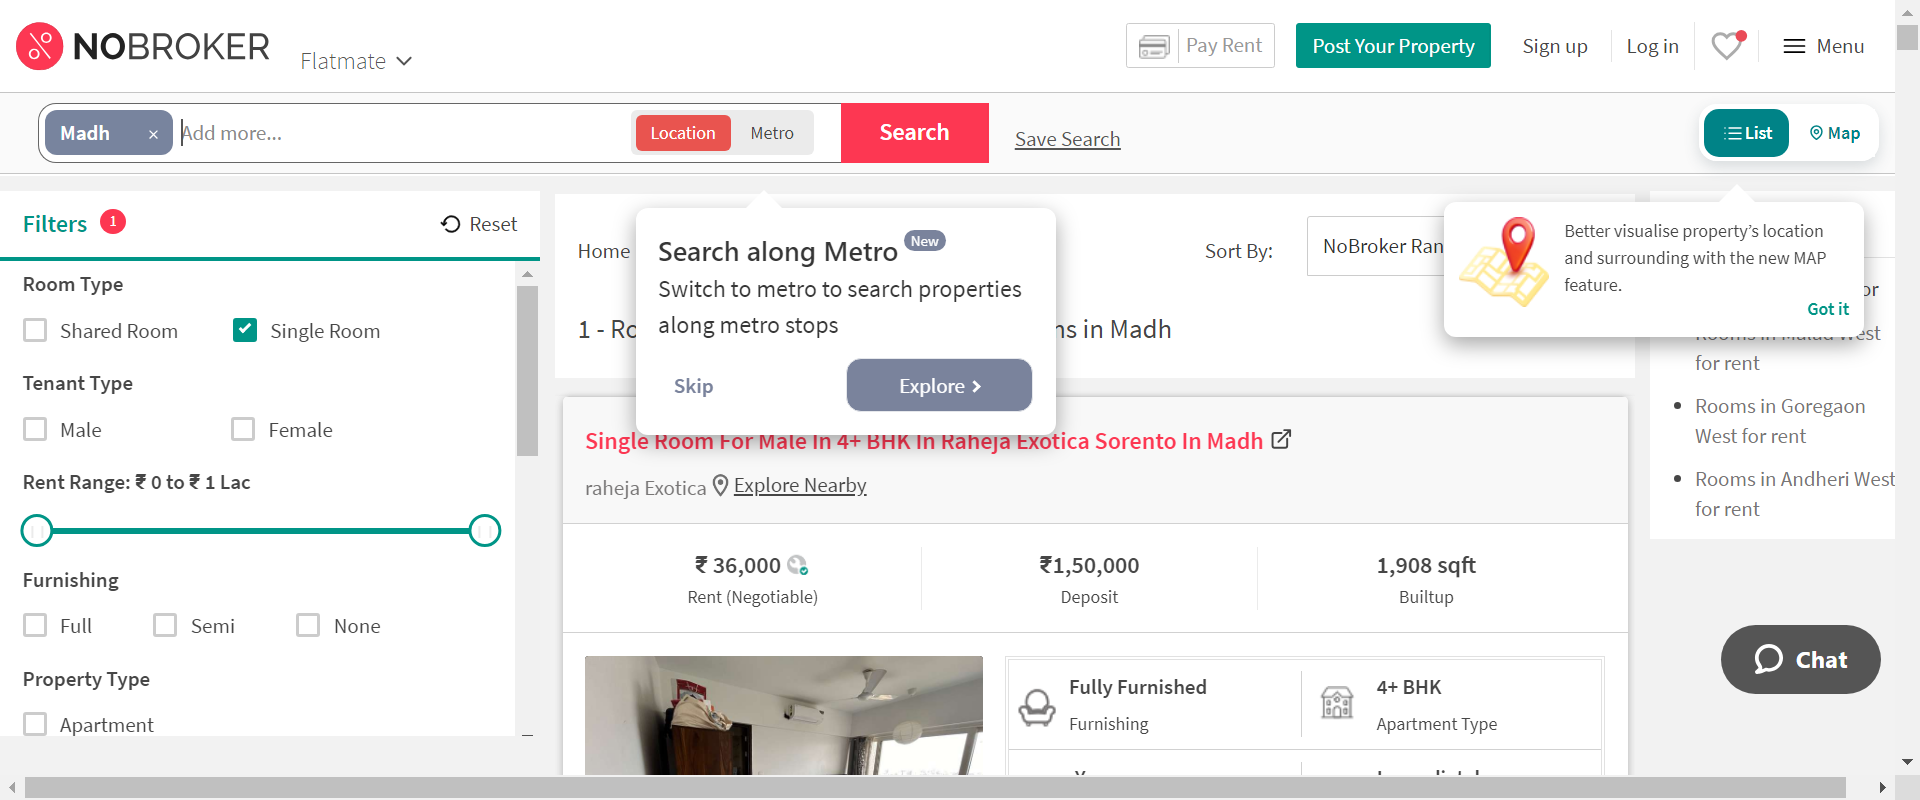 NOBROKER
Flatmate
Pay Rent
Post Your Property
Sign up
Log in
Menu
Madh ×
Add more...
Location
Metro
Search
Save Search
List
Map
Filters 1
Reset
Room Type
Shared Room
Single Room
Tenant Type
Male
Female
Rent Range: ₹ 0 to ₹ 1 Lac
Furnishing
Full
Semi
None
Property Type
Apartment
Home
Search along Metro New
Switch to metro to search properties
along metro stops
Skip
Explore
Sort By:
NoBroker Ran
Better visualise property's location
and surrounding with the new MAP
feature.
Got it
1 - Ro
in Madh
Single Room For Male In 4+ BHK In Raheja Exotica Sorento In Madh
raheja Exotica
Explore Nearby
₹ 36,000
Rent (Negotiable)
₹1,50,000
Deposit
1,908 sqft
Builtup
Fully Furnished
Furnishing
4+ BHK
Apartment Type
or
Rooms in Malad West
for rent
Rooms in Goregaon
West for rent
Rooms in Andheri West
for rent
Chat